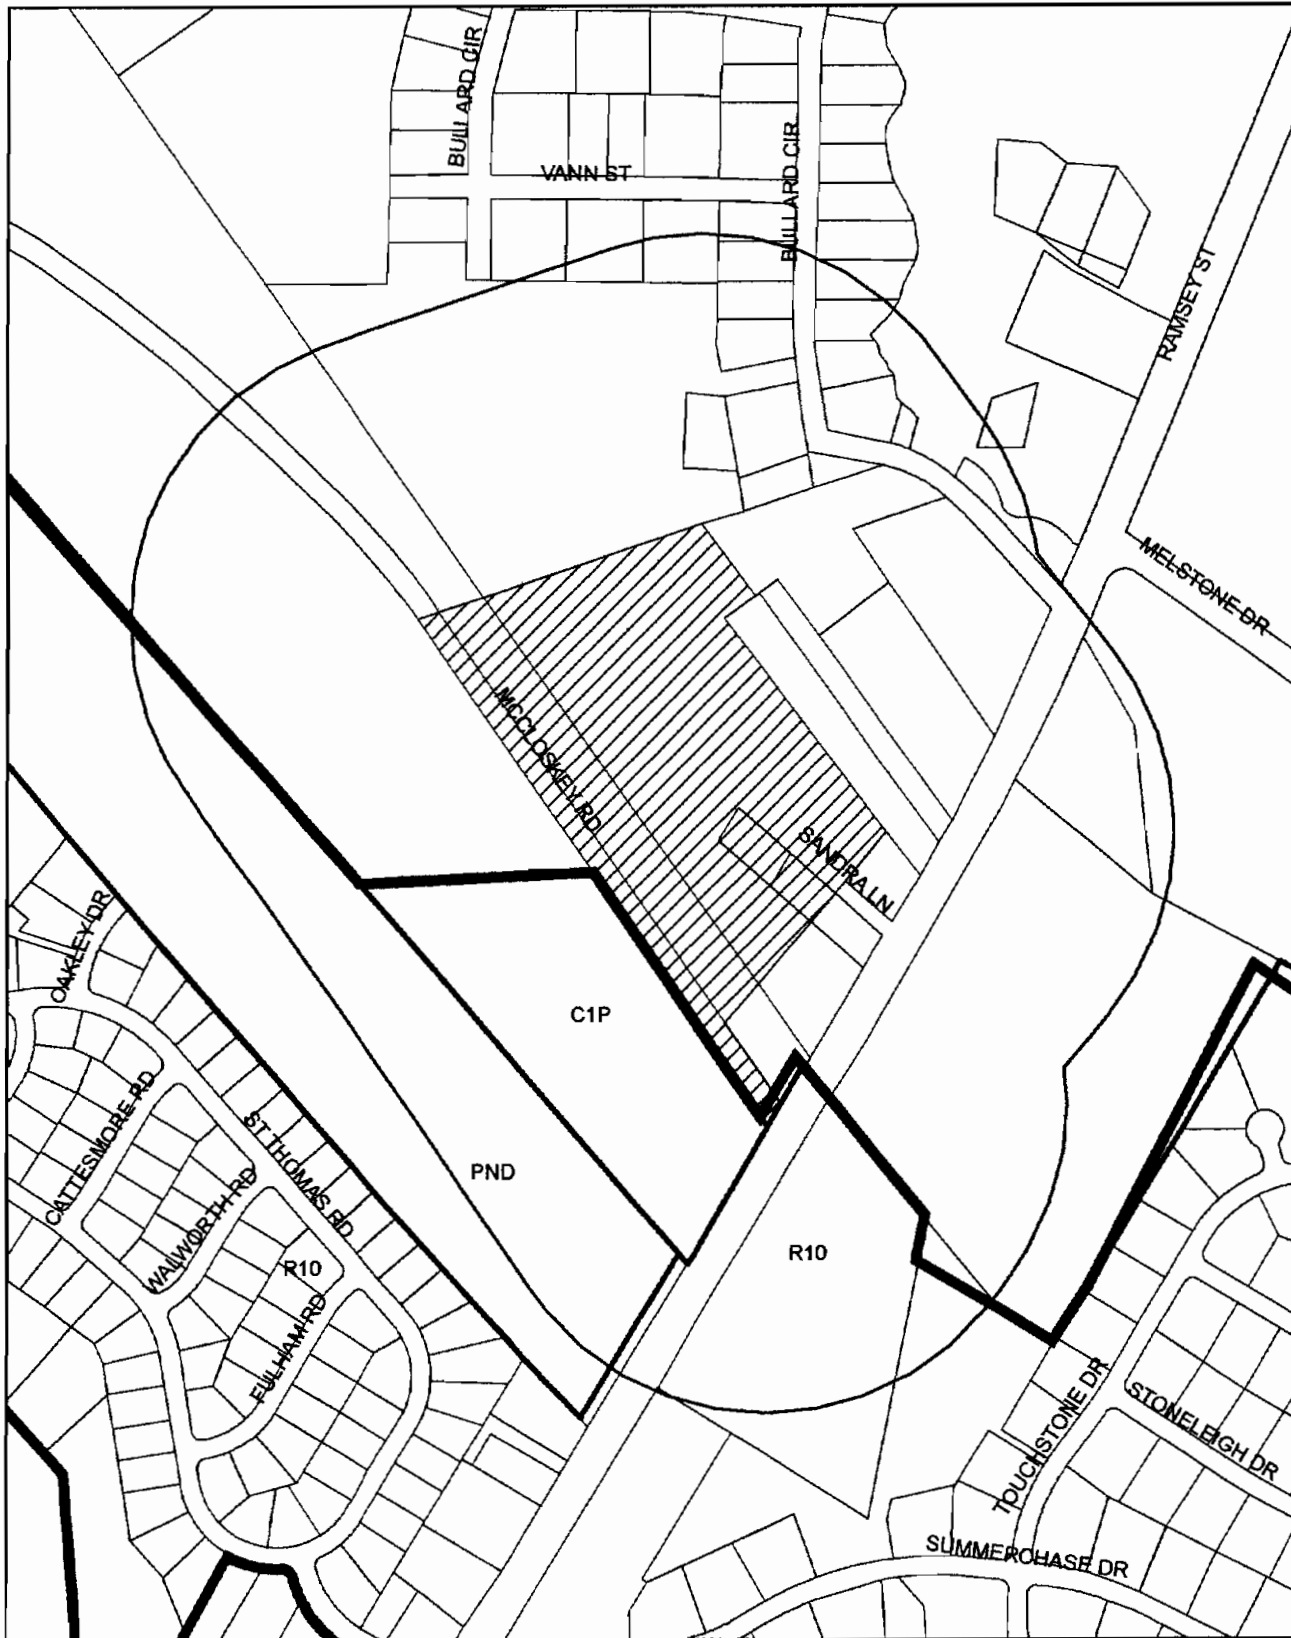 BULLARD CIR
VANN ST
BULLARD CIR
RAMSEY ST
MELSTONE DR
MCCLOSKEY RD
SANDRA LN
OAKLEY DR
C1P
CATTESMORE RD
ST THOMAS RD
PND
WALWORTH RD
R10
R10
FULHAM RD
TOUCHSTONE DR
STONELEIGH DR
SUMMERCHASE DR